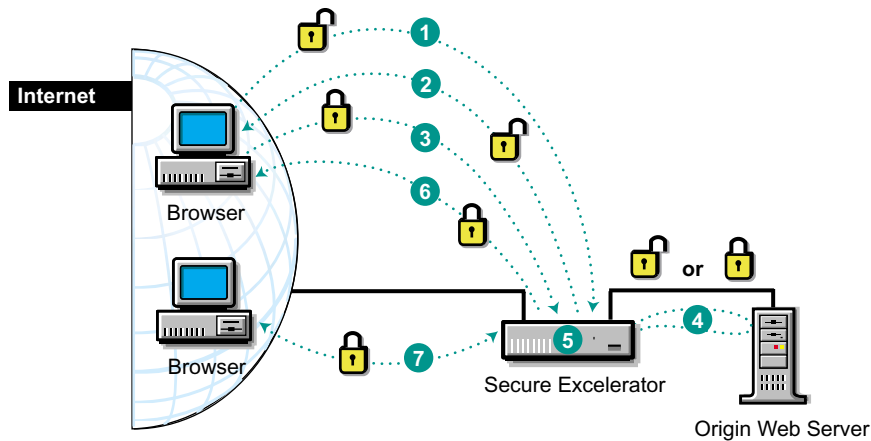 1
2
Internet
3
6
Browser
or
4
5
7
Browser
Secure Excelerator
Origin Web Server